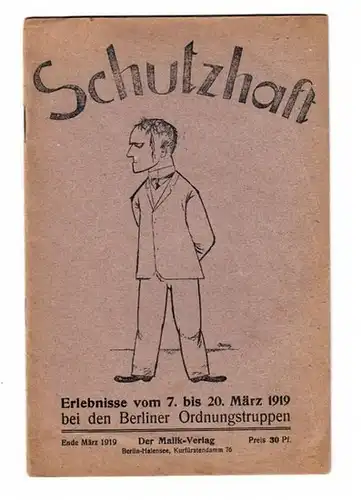 Schutzhaft
Erlebnisse vom 7. bis 20. März 1919
bei den Berliner Ordnungstruppen
Ende März 1919 Der Malik-Verlag Preis 30 Pf.
Berlin-Halensee, Kurfürstendamm 76